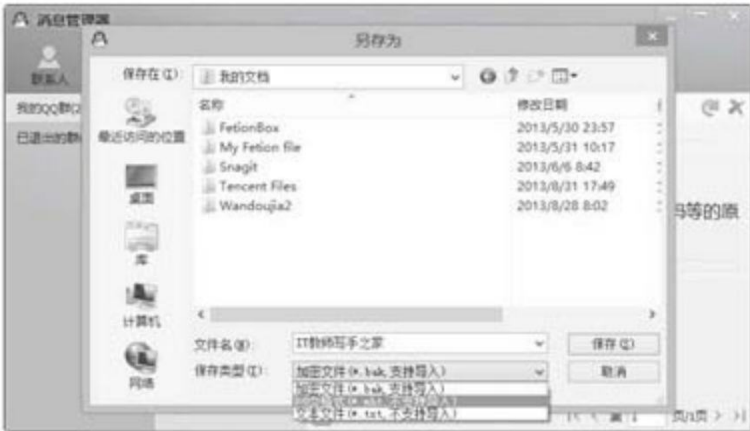 消息管理器
另存为
联系人
保存在(I): 我的文档
我的QQ群(2
已退出的群
最近访问的位置
桌面
库
计算机
网络
名称 修改日期
FetionBox 2013/5/30 23:57
My Fetion file 2013/5/31 10:17
Snagit 2013/6/6 8:42
Tencent Files 2013/8/31 17:49
Wandoujia2 2013/8/28 8:02
码等的原
文件名(N): IT教师写手之家 保存(S)
保存类型(T): 加密文件(*.bak,支持导入) 取消
加密文件(*.bak,支持导入)
文本文件(*.txt,不支持导入)
第 1 页/1页